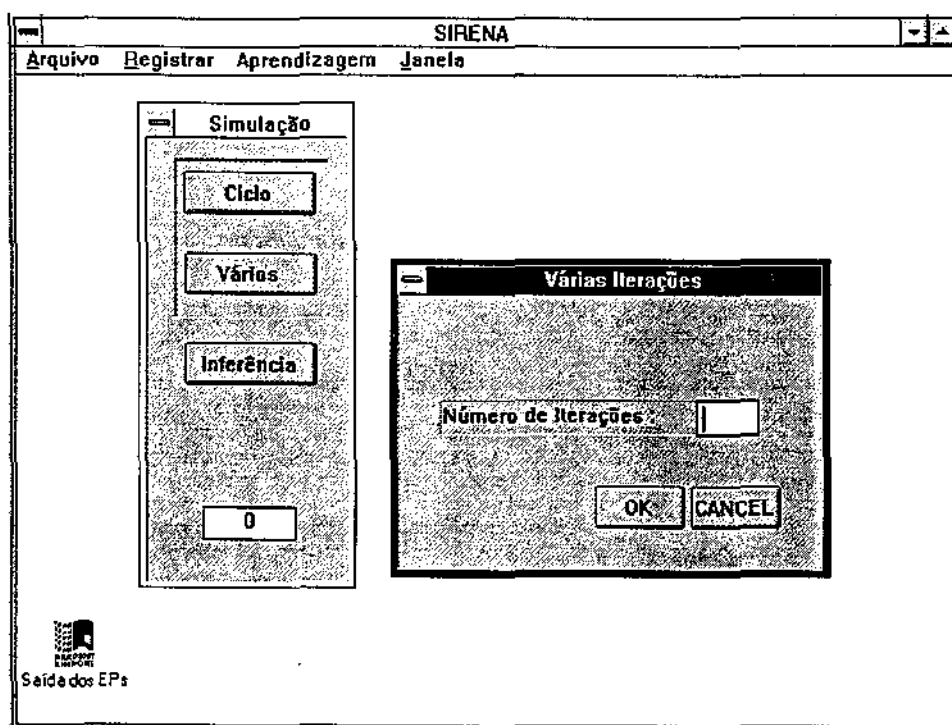 SIRENA
Arquivo Registrar Aprendizagem Janela
Simulação
Ciclo
Vários
Inferência
0
Várias Iterações
Número de Iterações :
OK CANCEL
Saída dos EPs